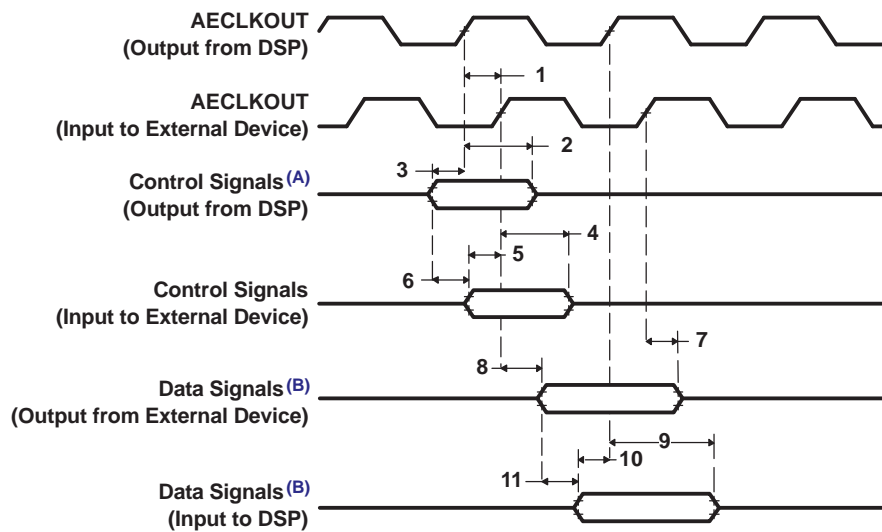 AECLKOUT
(Output from DSP)
1
AECLKOUT
(Input to External Device)
2
3
Control Signals (A)
(Output from DSP)
4
5
6
Control Signals
(Input to External Device)
7
8
Data Signals (B)
(Output from External Device)
9
10
11
Data Signals (B)
(Input to DSP)